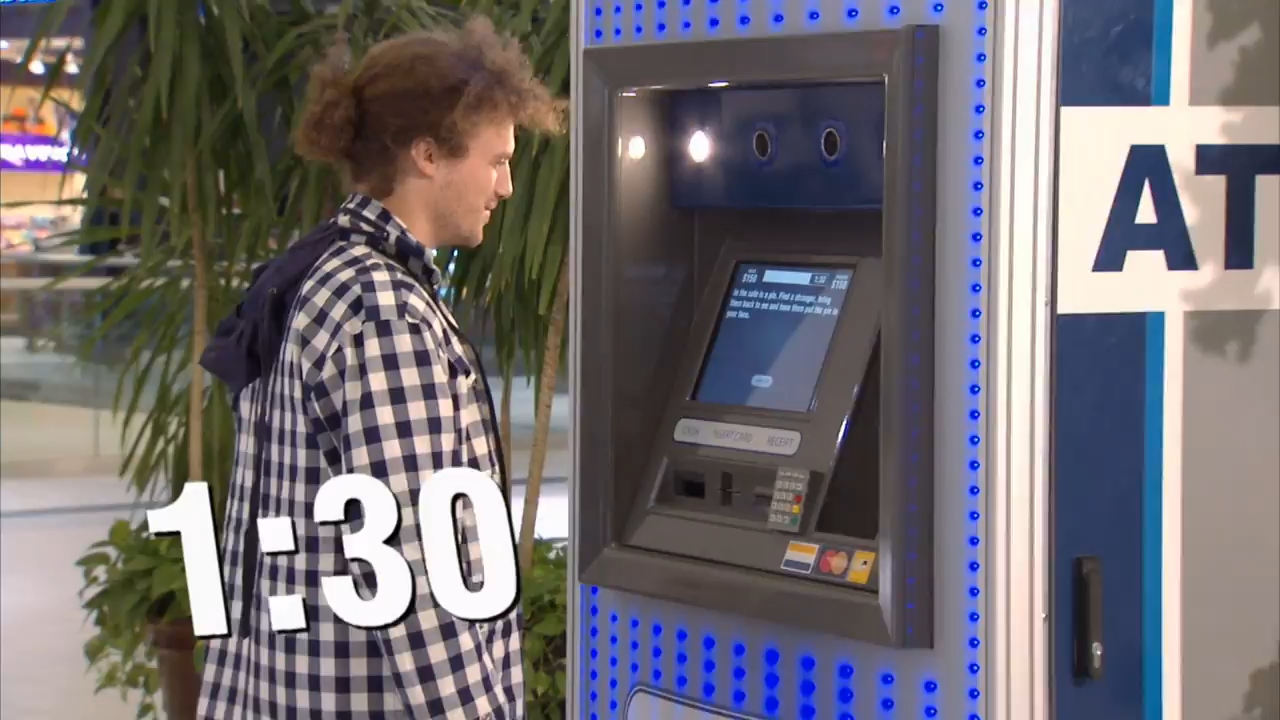 AT
$150
1:30
$100
In the safe is a pie. Find a stranger, bring
them back to me and have them put the pie in
your face.
CASH INSERT CARD RECEIPT
1:30